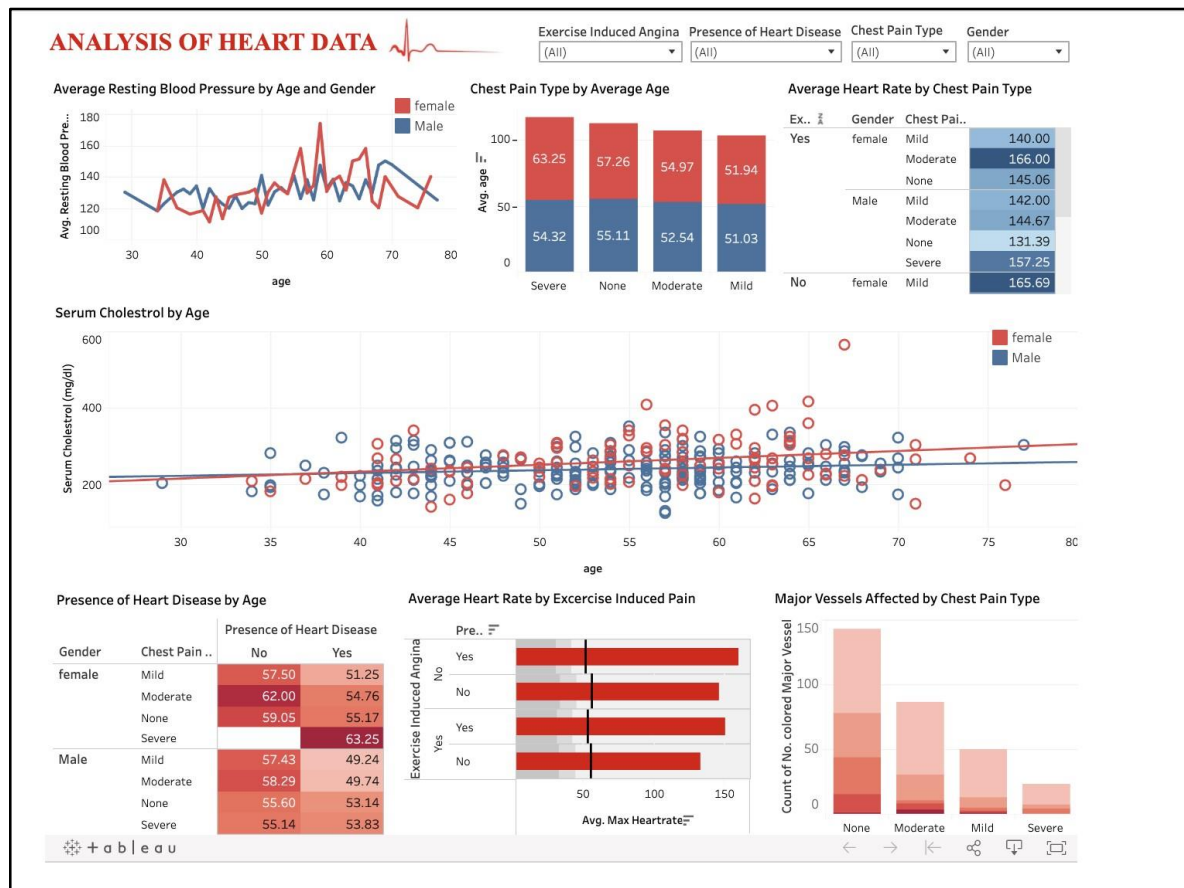 ANALYSIS OF HEART DATA
Exercise Induced Angina Presence of Heart Disease Chest Pain Type Gender
(All) (All) (All) (All)
Average Resting Blood Pressure by Age and Gender
female
Male
Avg. Resting Blood Pre...
180
160
140
120
100
30 40 50 60 70 80
age
Chest Pain Type by Average Age
Avg. age
100
50
0
63.25 57.26 54.97 51.94
54.32 55.11 52.54 51.03
Severe None Moderate Mild
Average Heart Rate by Chest Pain Type
Ex.. Gender Chest Pai..
Yes female Mild 140.00
Moderate 166.00
None 145.06
Male Mild 142.00
Moderate 144.67
None 131.39
Severe 157.25
No female Mild 165.69
Serum Cholestrol by Age
female
Male
Serum Cholestrol (mg/dl)
600
400
200
30 35 40 45 50 55 60 65 70 75 80
age
Presence of Heart Disease by Age
Presence of Heart Disease
Gender Chest Pain .. No Yes
female Mild 57.50 51.25
Moderate 62.00 54.76
None 59.05 55.17
Severe 63.25
Male Mild 57.43 49.24
Moderate 58.29 49.74
None 55.60 53.14
Severe 55.14 53.83
Average Heart Rate by Excercise Induced Pain
Pre..
Exercise Induced Angina
No
Yes
No
Yes
Yes
No
50 100 150
Avg. Max Heartrate
Major Vessels Affected by Chest Pain Type
Count of No. colored Major Vessel
150
100
50
0
None Moderate Mild Severe
+ a b | e a u